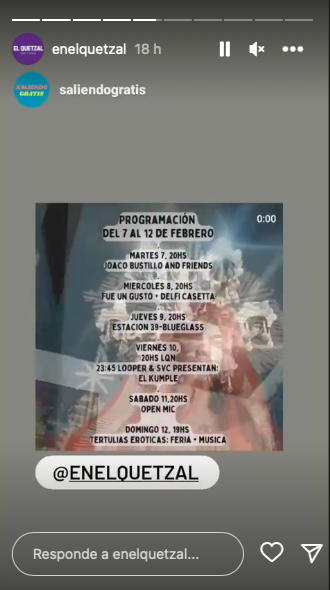 EL QUETZAL
enelquetzal 18 h
SALIENDO
GRATIS
saliendogratis
0:00
PROGRAMACIÓN
DEL 7 AL 12 DE FEBRERO
MARTES 7, 20HS
JOACO BUSTILLO AND FRIENDS
MIERCOLES 8, 20HS
FUE UN GUSTO + DELFI CASETTA
JUEVES 9, 20HS
ESTACION 39-BLUEGLASS
VIERNES 10,
20HS LQN
23:45 LOOPER & SVC PRESENTAN:
EL KUMPLE
SABADO 11,20HS
OPEN MIC
DOMINGO 12, 19HS
TERTULIAS EROTICAS: FERIA + MUSICA
@ENELQUETZAL
Responde a enelquetzal...